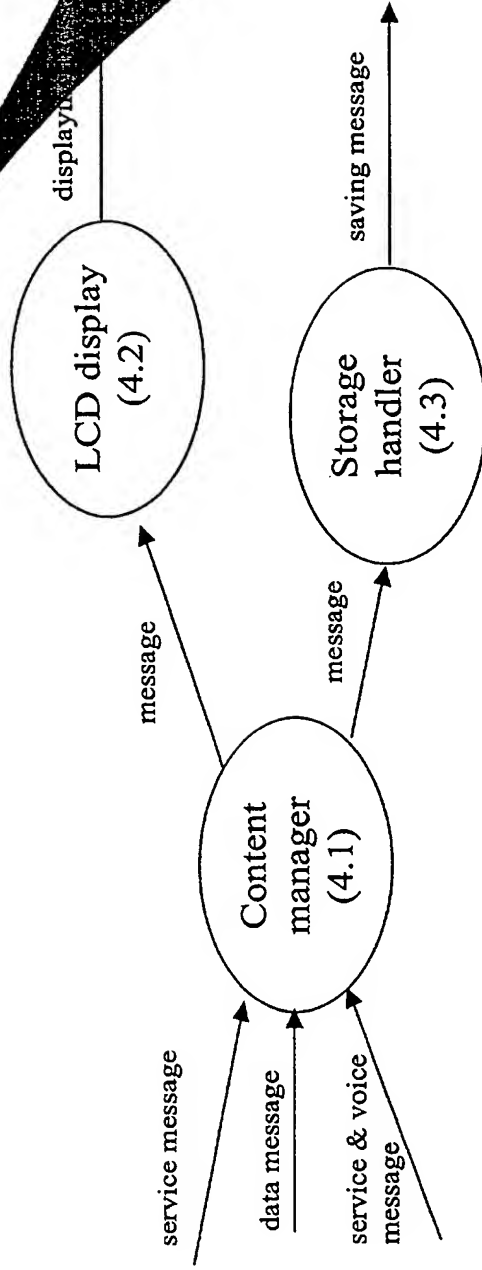 service message
data message
service & voice
message
Content
manager
(4.1)
message
message
LCD display
(4.2)
Storage
handler
(4.3)
saving message